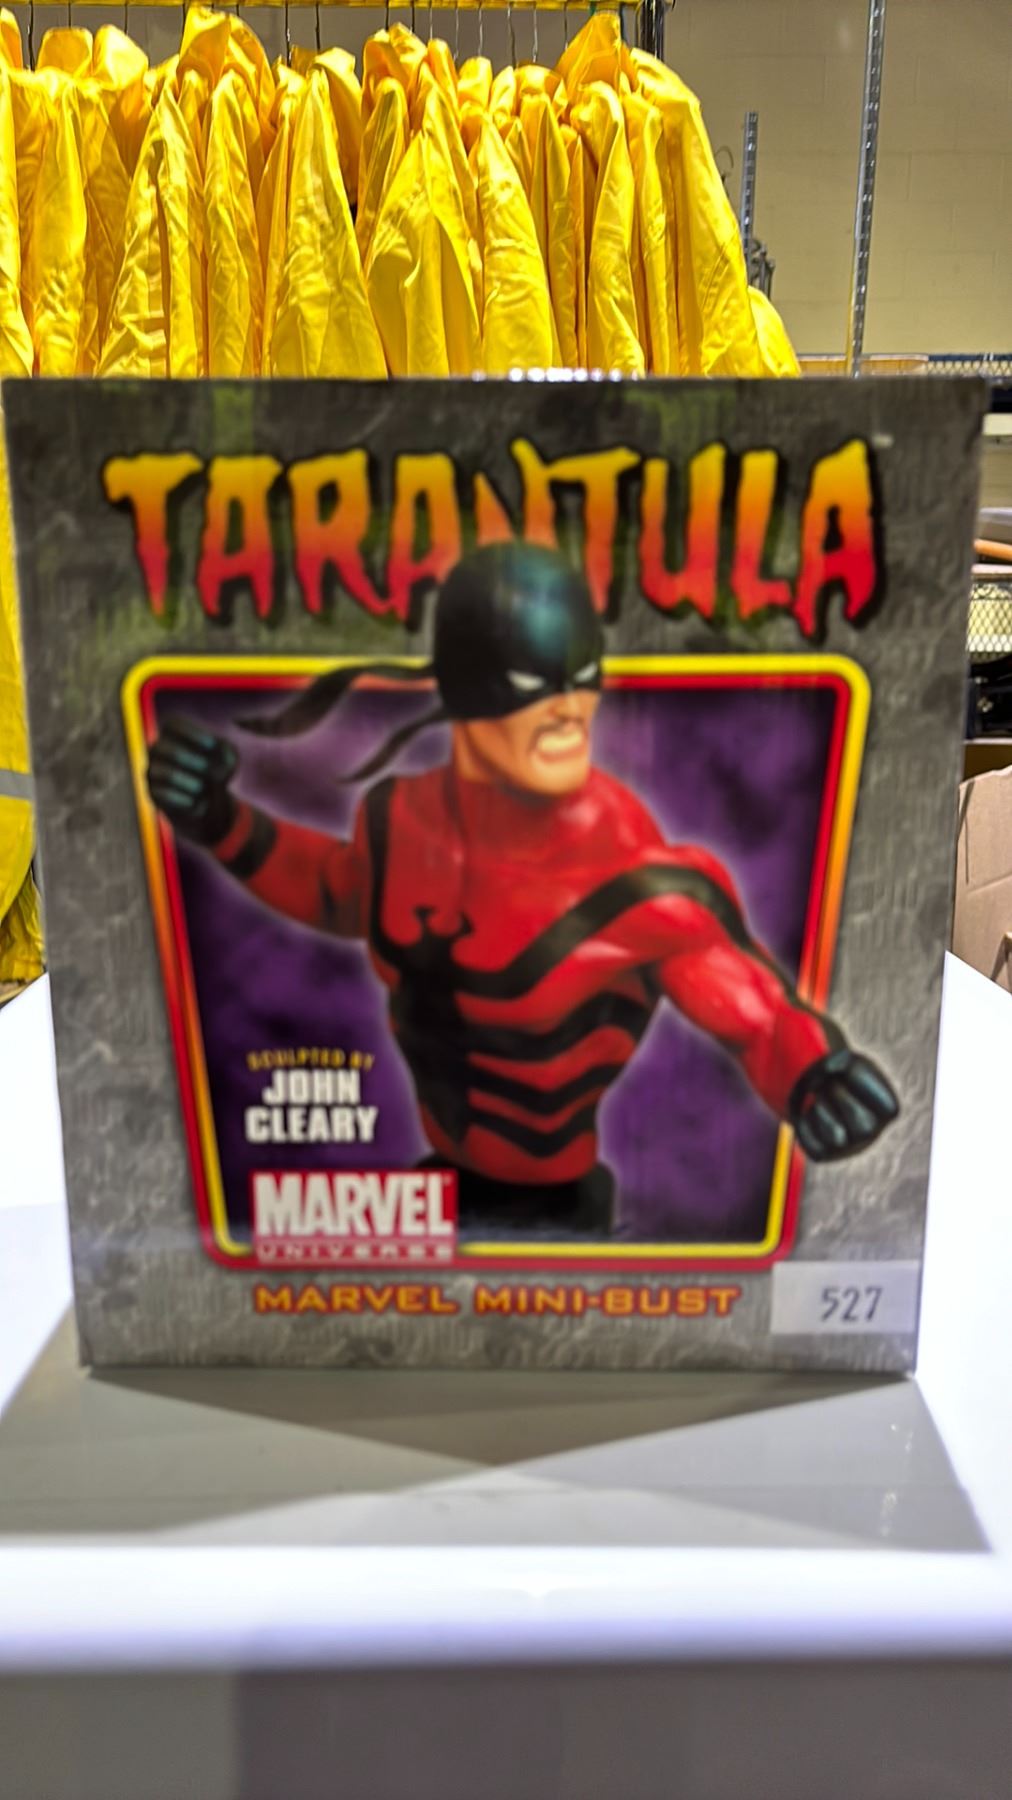 TARANTULA
SCULPTED BY
JOHN
CLEARY
MARVEL
UNIVERSE
MARVEL MINI-BUST
527